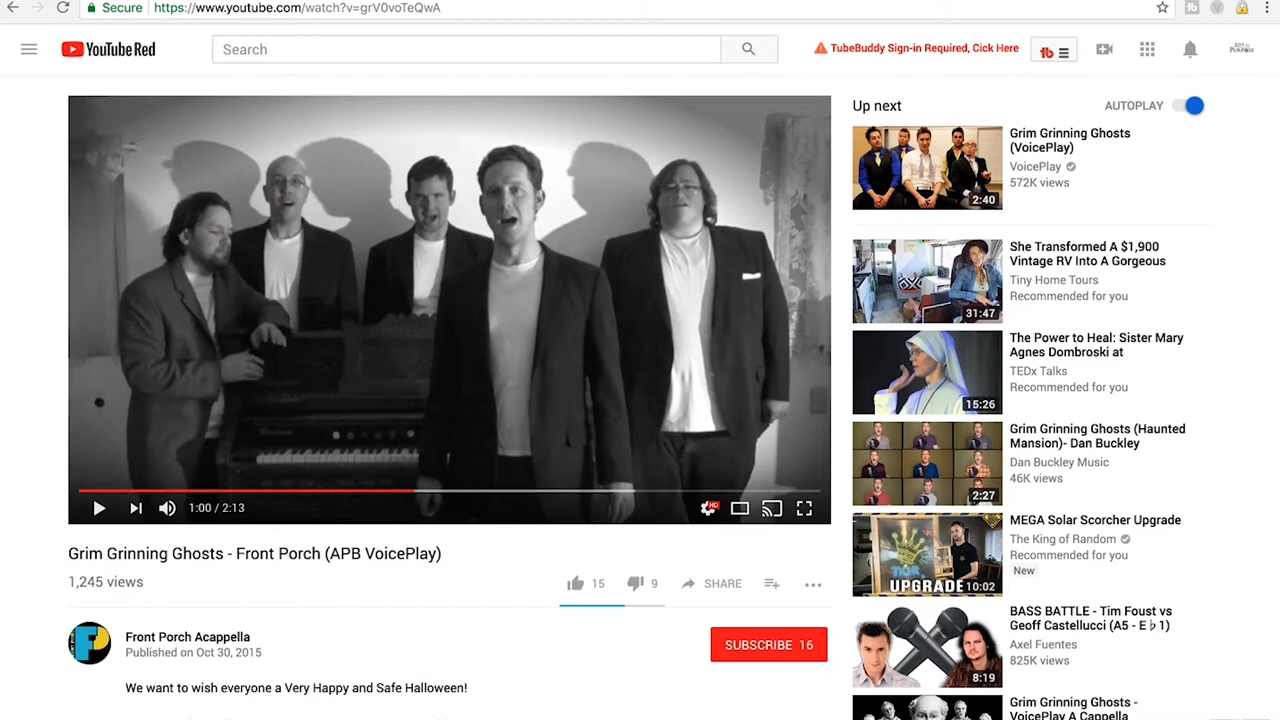 Secure https://www.youtube.com/watch?v=grV0voTeQwA
YouTube Red
Search
TubeBuddy Sign-in Required, Cick Here
tb
Up next
AUTOPLAY
Grim Grinning Ghosts
(VoicePlay)
VoicePlay
572K views
2:40
She Transformed A $1,900
Vintage RV Into A Gorgeous
Tiny Home Tours
Recommended for you
31:47
The Power to Heal: Sister Mary
Agnes Dombroski at
TEDx Talks
Recommended for you
15:26
Grim Grinning Ghosts (Haunted
Mansion)- Dan Buckley
Dan Buckley Music
46K views
2:27
MEGA Solar Scorcher Upgrade
The King of Random
Recommended for you
New
UPGRADE 10:02
BASS BATTLE - Tim Foust vs
Geoff Castellucci (A5 - E♭1)
Axel Fuentes
825K views
8:19
Grim Grinning Ghosts -
VoicePlay A Cappella
1:00 / 2:13
HD
Grim Grinning Ghosts - Front Porch (APB VoicePlay)
1,245 views
15
9
SHARE
Front Porch Acappella
Published on Oct 30, 2015
SUBSCRIBE 16
We want to wish everyone a Very Happy and Safe Halloween!